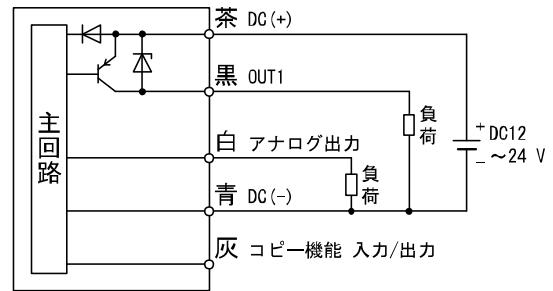 茶 DC(+)
黒 OUT1
主回路
負荷
+ DC12
− ～24 V
白 アナログ出力
負荷
青 DC(−)
灰 コピー機能 入力/出力